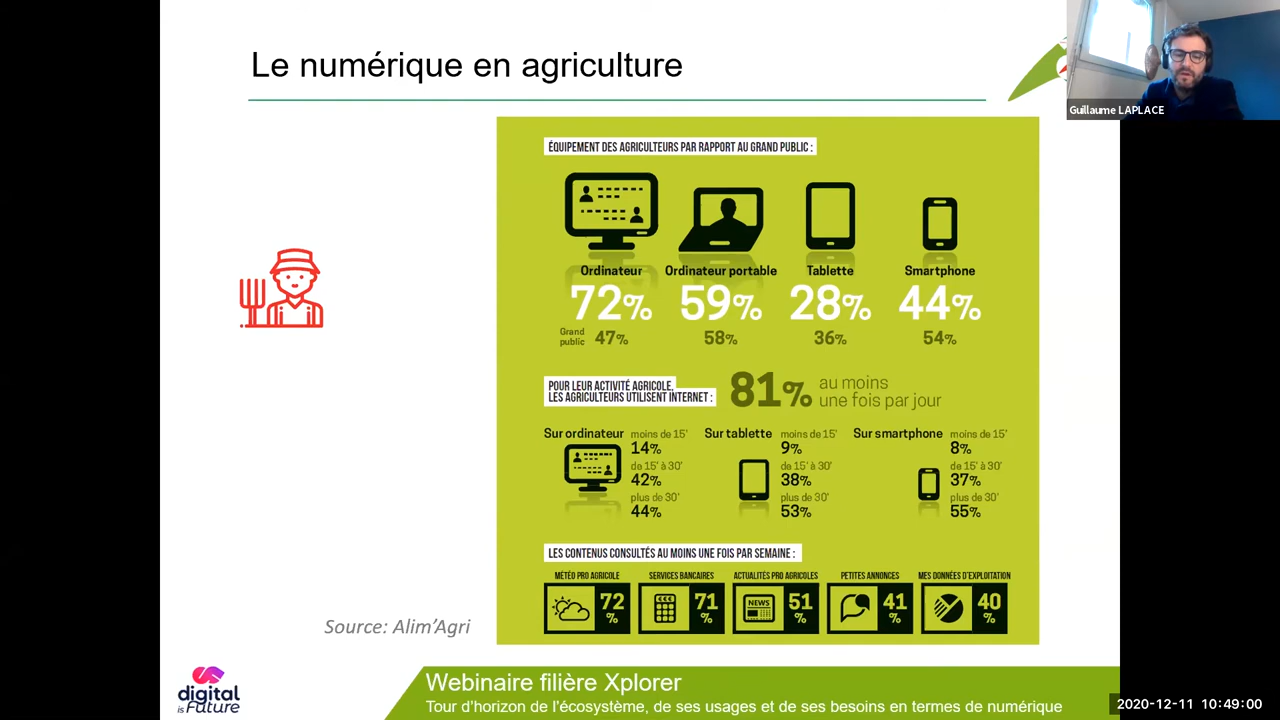 Le numérique en agriculture
Guillaume LAPLACE
ÉQUIPEMENT DES AGRICULTEURS PAR RAPPORT AU GRAND PUBLIC :
Ordinateur Ordinateur portable Tablette Smartphone
72% 59% 28% 44%
Grand public 47% 58% 36% 54%
POUR LEUR ACTIVITÉ AGRICOLE,
LES AGRICULTEURS UTILISENT INTERNET :
81% au moins
une fois par jour
Sur ordinateur
moins de 15'
14%
de 15' à 30'
42%
plus de 30'
44%
Sur tablette
moins de 15'
9%
de 15' à 30'
38%
plus de 30'
53%
Sur smartphone
moins de 15'
8%
de 15' à 30'
37%
plus de 30'
55%
LES CONTENUS CONSULTÉS AU MOINS UNE FOIS PAR SEMAINE :
MÉTÉO PRO AGRICOLE SERVICES BANCAIRES ACTUALITÉS PRO AGRICOLES PETITES ANNONCES MES DONNÉES D'EXPLOITATION
72% 71% NEWS 51% 41% 40%
Source: Alim'Agri
digital
is Future
Webinaire filière Xplorer
Tour d'horizon de l'écosystème, de ses usages et de ses besoins en termes de numérique
2020-12-11 10:49:00